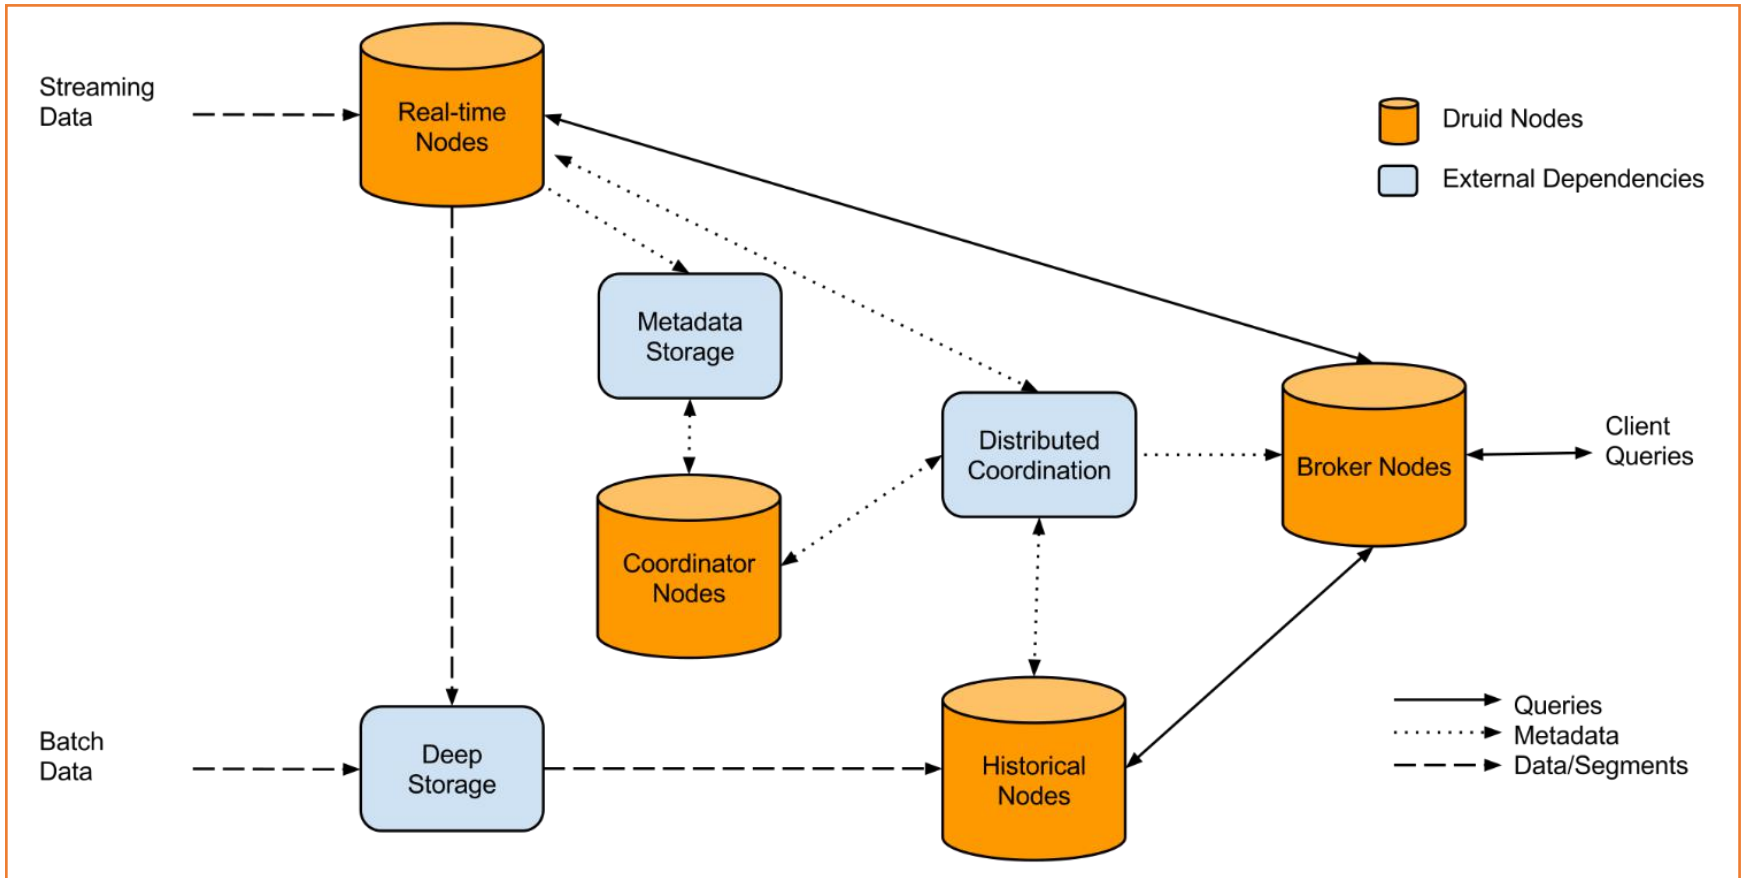 Streaming
Data
Real-time
Nodes
Druid Nodes
External Dependencies
Metadata
Storage
Distributed
Coordination
Broker Nodes
Client
Queries
Coordinator
Nodes
Batch
Data
Deep
Storage
Historical
Nodes
Queries
Metadata
Data/Segments